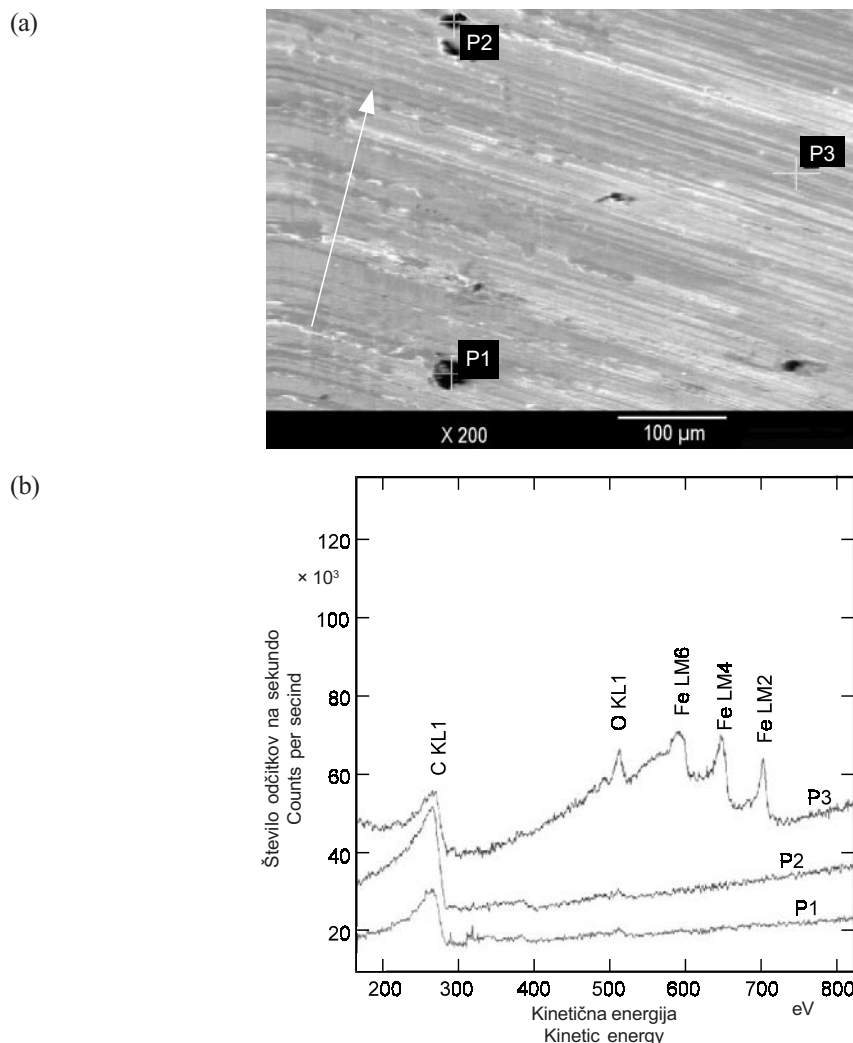 (a)
P2
P3
P1
X 200
100 µm
(b)
120
× 10³
100
80
60
40
20
Število odčitkov na sekundo
Counts per secind
C KL1
O KL1
Fe LM6
Fe LM4
Fe LM2
P3
P2
P1
200 300 400 500 600 700 800
eV
Kinetična energija
Kinetic energy